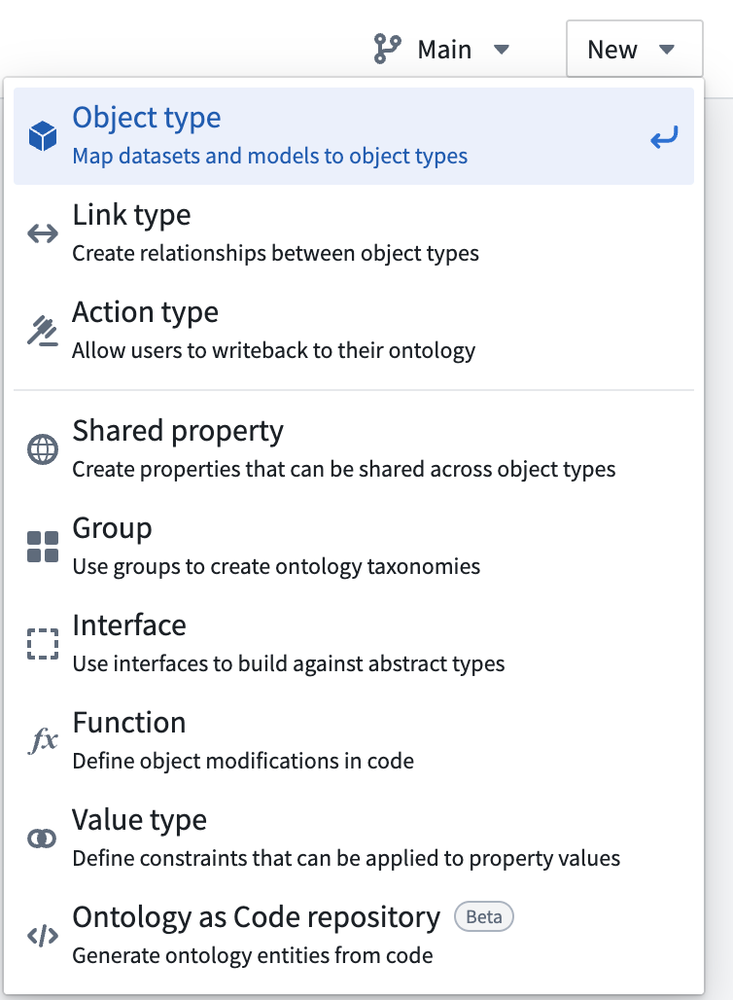 Main
New
Object type
Map datasets and models to object types
Link type
Create relationships between object types
Action type
Allow users to writeback to their ontology
Shared property
Create properties that can be shared across object types
Group
Use groups to create ontology taxonomies
Interface
Use interfaces to build against abstract types
fx
Function
Define object modifications in code
Value type
Define constraints that can be applied to property values
Ontology as Code repository Beta
Generate ontology entities from code